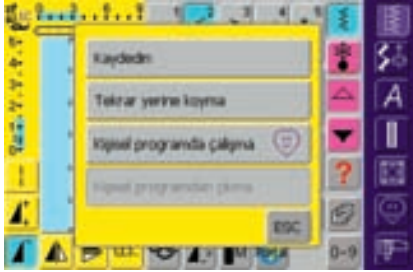 Kaydedin
Tekrar yerine koyma
Kişisel programda çalışma
Kişisel programdan çıkma
ESC
?
A
0-9